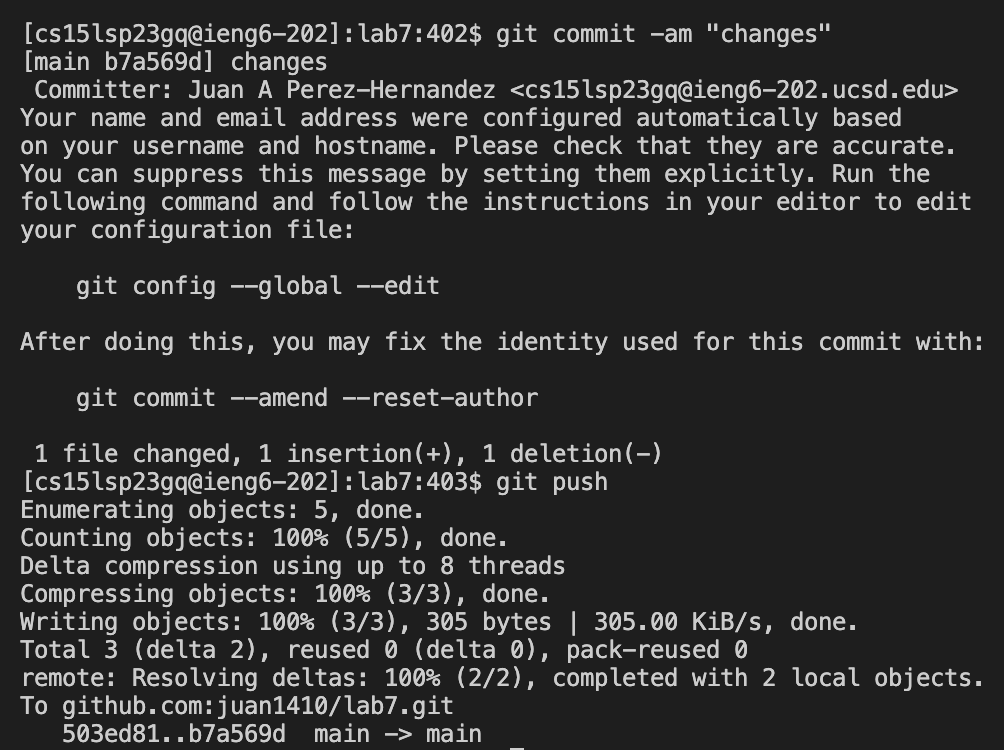 [cs15lsp23gq@ieng6-202]:lab7:402$ git commit -am "changes"
[main b7a569d] changes
 Committer: Juan A Perez-Hernandez <cs15lsp23gq@ieng6-202.ucsd.edu>
Your name and email address were configured automatically based
on your username and hostname. Please check that they are accurate.
You can suppress this message by setting them explicitly. Run the
following command and follow the instructions in your editor to edit
your configuration file:

    git config --global --edit

After doing this, you may fix the identity used for this commit with:

    git commit --amend --reset-author

 1 file changed, 1 insertion(+), 1 deletion(-)
[cs15lsp23gq@ieng6-202]:lab7:403$ git push
Enumerating objects: 5, done.
Counting objects: 100% (5/5), done.
Delta compression using up to 8 threads
Compressing objects: 100% (3/3), done.
Writing objects: 100% (3/3), 305 bytes | 305.00 KiB/s, done.
Total 3 (delta 2), reused 0 (delta 0), pack-reused 0
remote: Resolving deltas: 100% (2/2), completed with 2 local objects.
To github.com:juan1410/lab7.git
   503ed81..b7a569d  main -> main